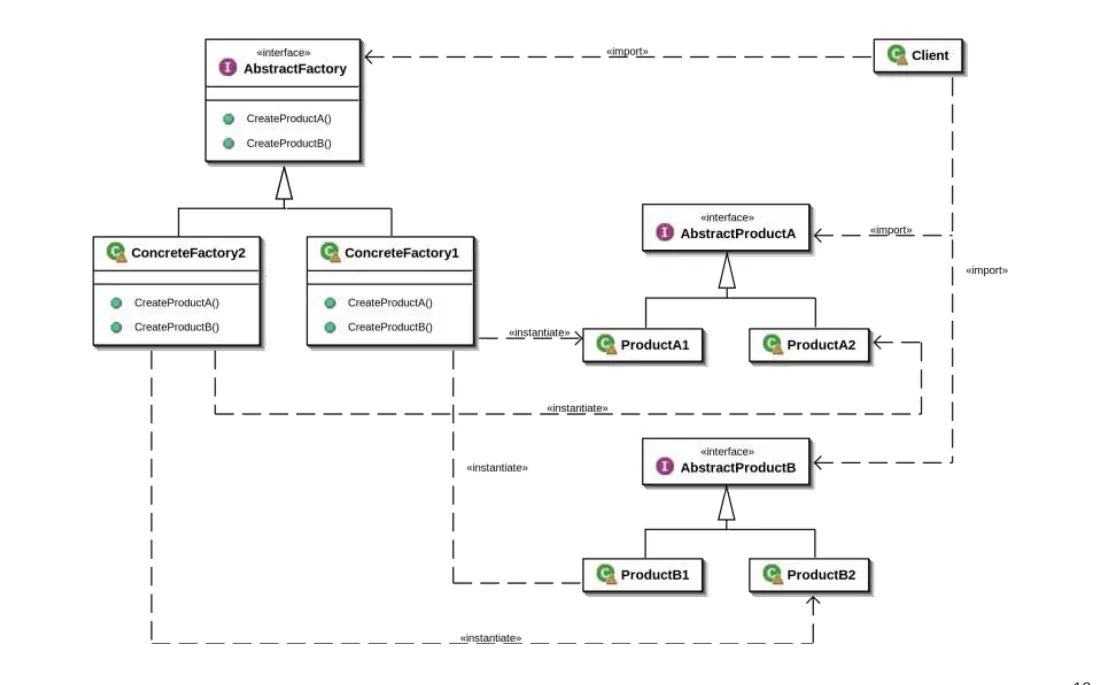 «interface»
AbstractFactory
CreateProductA()
CreateProductB()
«import»
Client
ConcreteFactory2
CreateProductA()
CreateProductB()
ConcreteFactory1
CreateProductA()
CreateProductB()
«interface»
AbstractProductA
«import»
«import»
«instantiate»
ProductA1
ProductA2
«instantiate»
«interface»
AbstractProductB
«instantiate»
ProductB1
ProductB2
«instantiate»